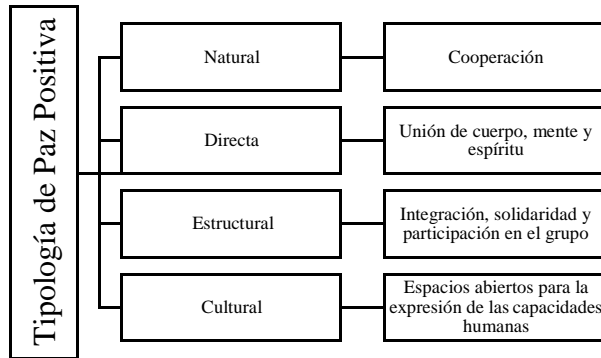 Tipología de Paz Positiva
Natural
Cooperación
Directa
Unión de cuerpo, mente y
espíritu
Estructural
Integración, solidaridad y
participación en el grupo
Cultural
Espacios abiertos para la
expresión de las capacidades
humanas